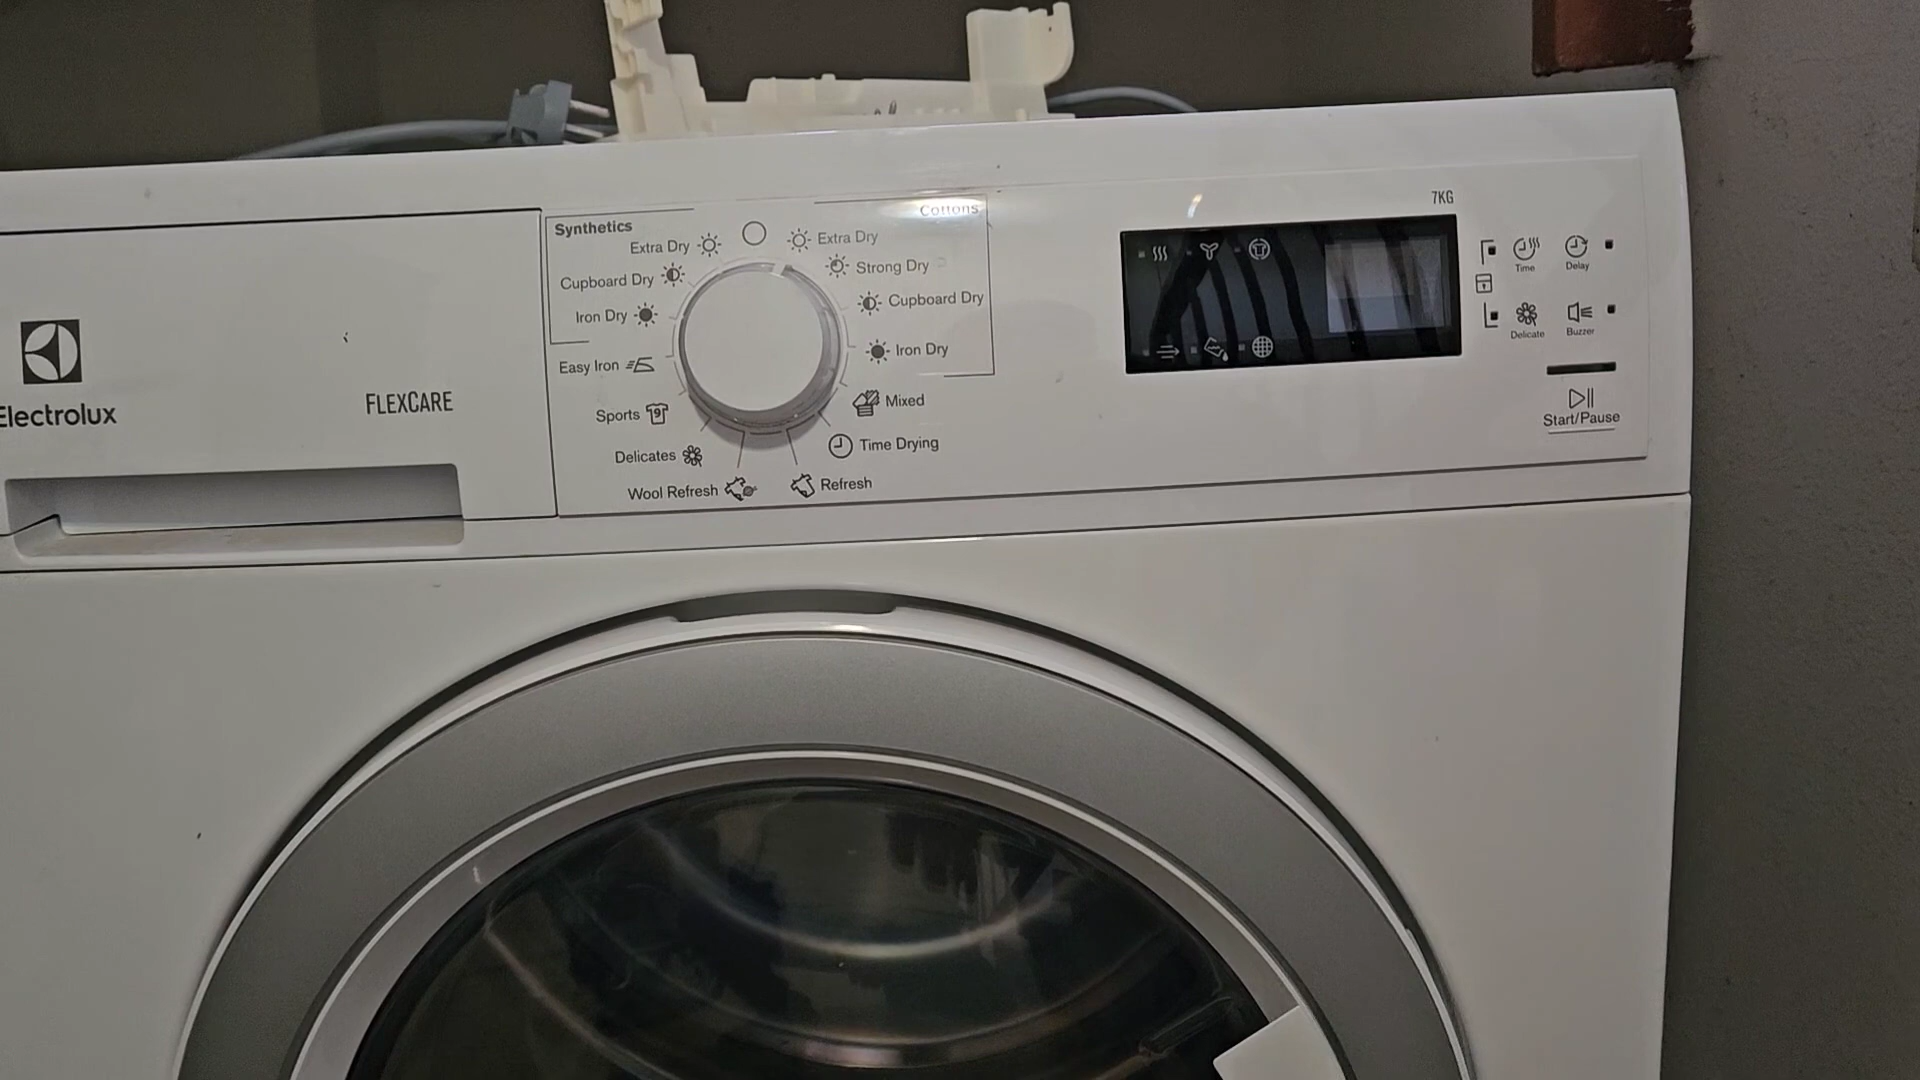 7KG
Synthetics
Cottons
Extra Dry
Extra Dry
Cupboard Dry
Strong Dry
Iron Dry
Cupboard Dry
Easy Iron
Iron Dry
Sports
9
Mixed
Delicates
Time Drying
Wool Refresh
Refresh
Time
Delay
Delicate
Buzzer
Start/Pause
Electrolux
FLEXCARE